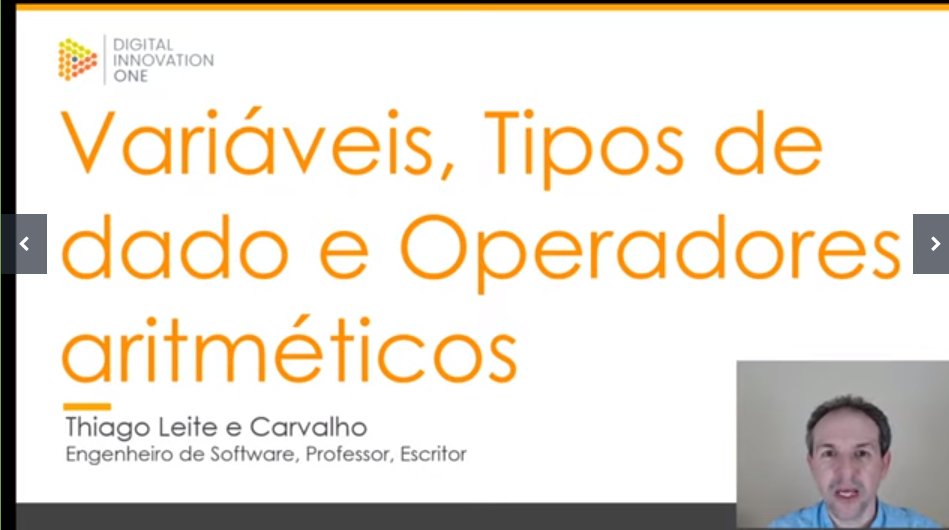 DIGITAL
INNOVATION
ONE
Variáveis, Tipos de
dado e Operadores
aritméticos
Thiago Leite e Carvalho
Engenheiro de Software, Professor, Escritor